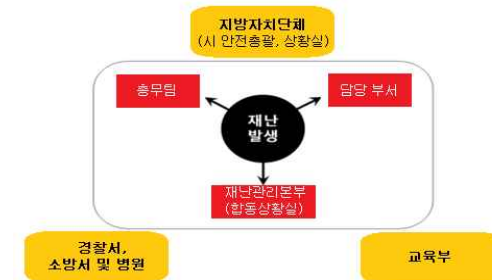 지방자치단체
(시 안전총괄, 상황실)
총무팀
담당 부서
재난
발생
재난관리본부
(합동상황실)
경찰서,
소방서 및 병원
교육부